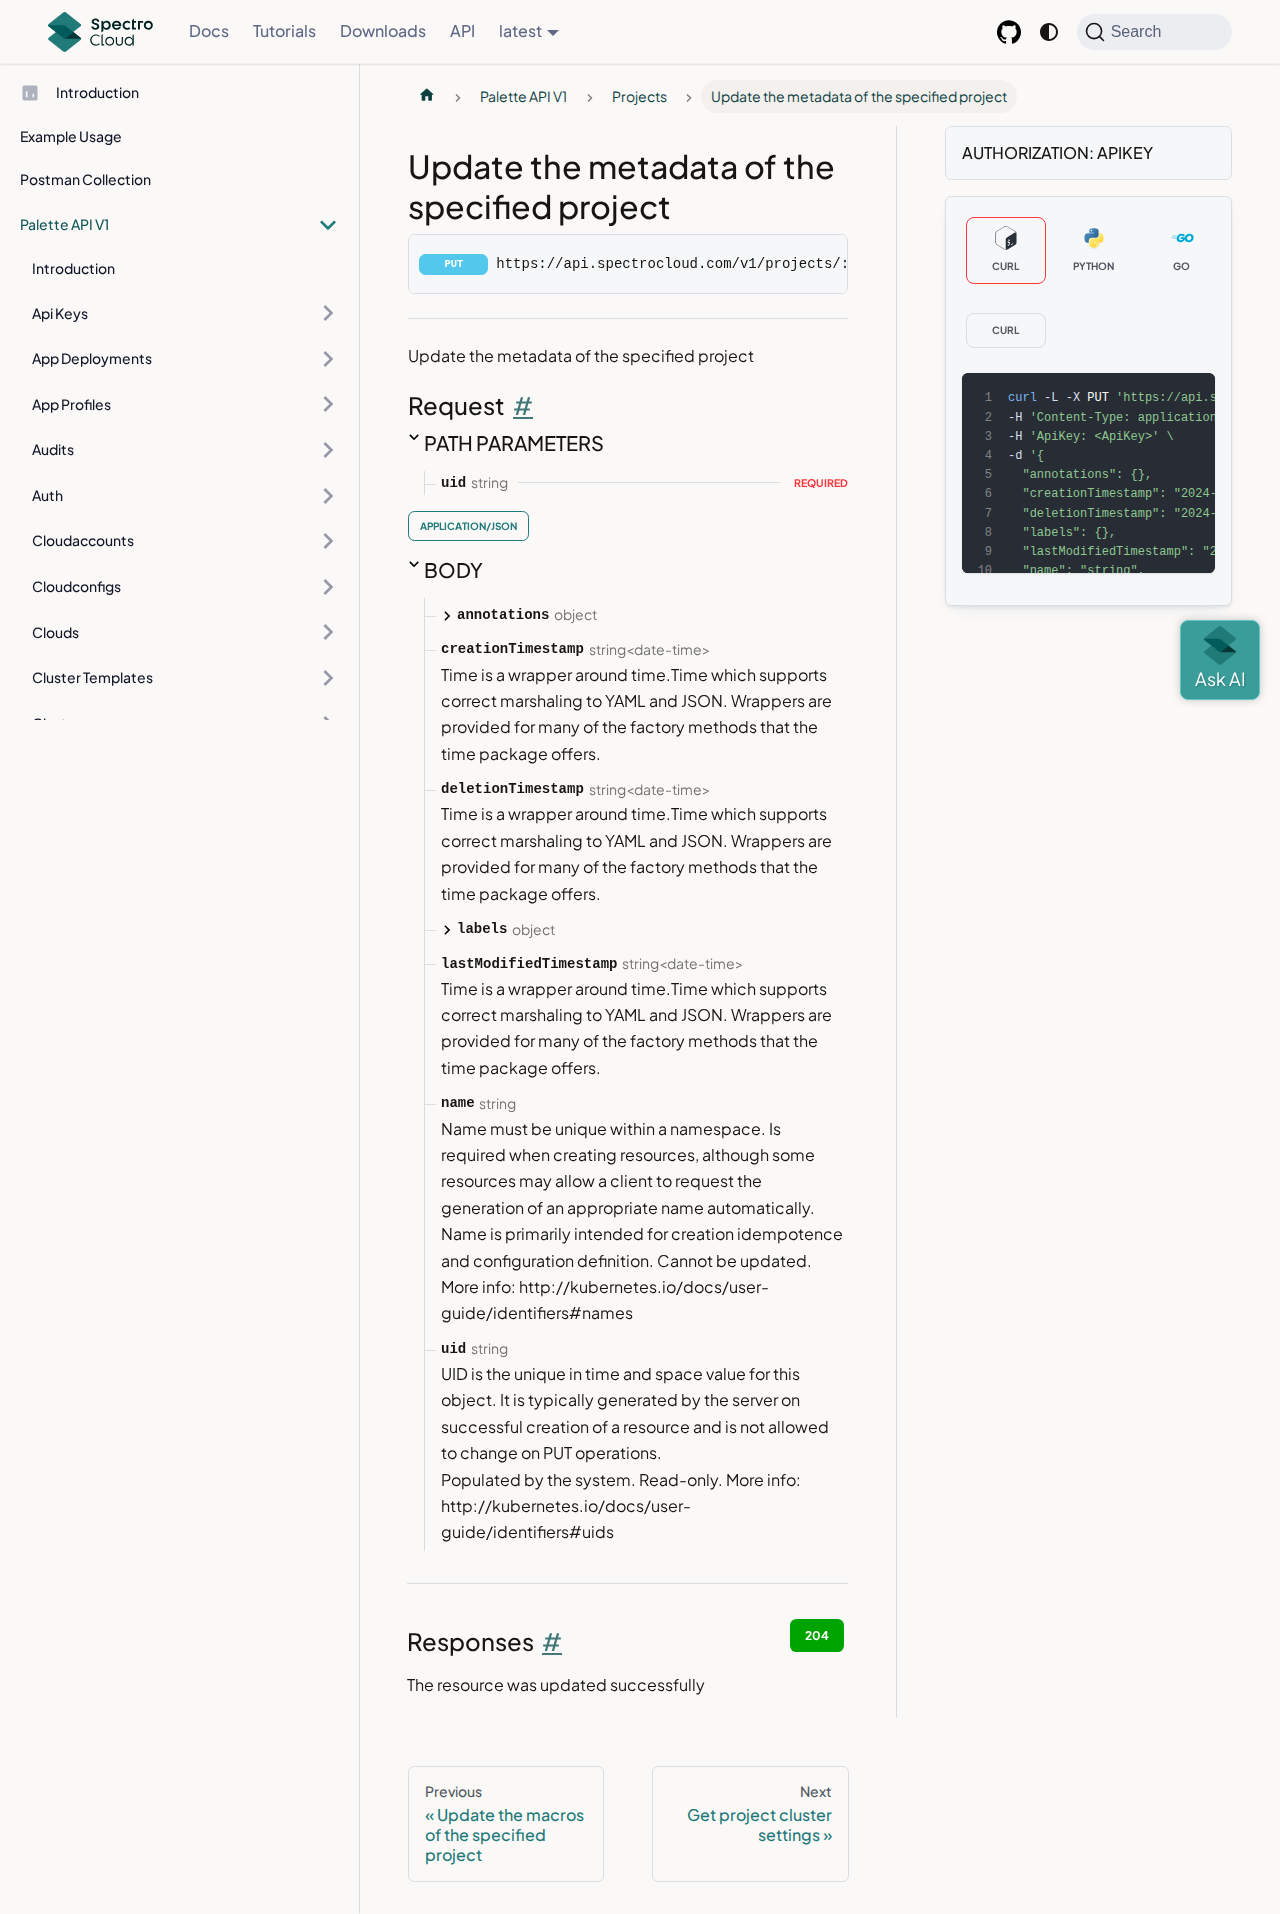 Spectro
Cloud
Docs
Tutorials
Downloads
API
latest
Search
Introduction
Example Usage
Postman Collection
Palette API V1
Introduction
Api Keys
App Deployments
App Profiles
Audits
Auth
Cloudaccounts
Cloudconfigs
Clouds
Cluster Templates
Palette API V1
Projects
Update the metadata of the specified project
Update the metadata of the
specified project
PUT https://api.spectrocloud.com/v1/projects/:
Update the metadata of the specified project
Request #
PATH PARAMETERS
uid string REQUIRED
APPLICATION/JSON
BODY
annotations object
creationTimestamp string<date-time>
Time is a wrapper around time.Time which supports
correct marshaling to YAML and JSON. Wrappers are
provided for many of the factory methods that the
time package offers.
deletionTimestamp string<date-time>
Time is a wrapper around time.Time which supports
correct marshaling to YAML and JSON. Wrappers are
provided for many of the factory methods that the
time package offers.
labels object
lastModifiedTimestamp string<date-time>
Time is a wrapper around time.Time which supports
correct marshaling to YAML and JSON. Wrappers are
provided for many of the factory methods that the
time package offers.
name string
Name must be unique within a namespace. Is
required when creating resources, although some
resources may allow a client to request the
generation of an appropriate name automatically.
Name is primarily intended for creation idempotence
and configuration definition. Cannot be updated.
More info: http://kubernetes.io/docs/user-
guide/identifiers#names
uid string
UID is the unique in time and space value for this
object. It is typically generated by the server on
successful creation of a resource and is not allowed
to change on PUT operations.
Populated by the system. Read-only. More info:
http://kubernetes.io/docs/user-
guide/identifiers#uids
Responses #
204
The resource was updated successfully
Previous
« Update the macros
of the specified
project
Next
Get project cluster
settings »
AUTHORIZATION: APIKEY
CURL
PYTHON
GO
GO
CURL
1 curl -L -X PUT 'https://api.s
2 -H 'Content-Type: application
3 -H 'ApiKey: <ApiKey>' \
4 -d '{
5 "annotations": {},
6 "creationTimestamp": "2024-
7 "deletionTimestamp": "2024-
8 "labels": {},
9 "lastModifiedTimestamp": "2
10 "name": "string",
Ask AI